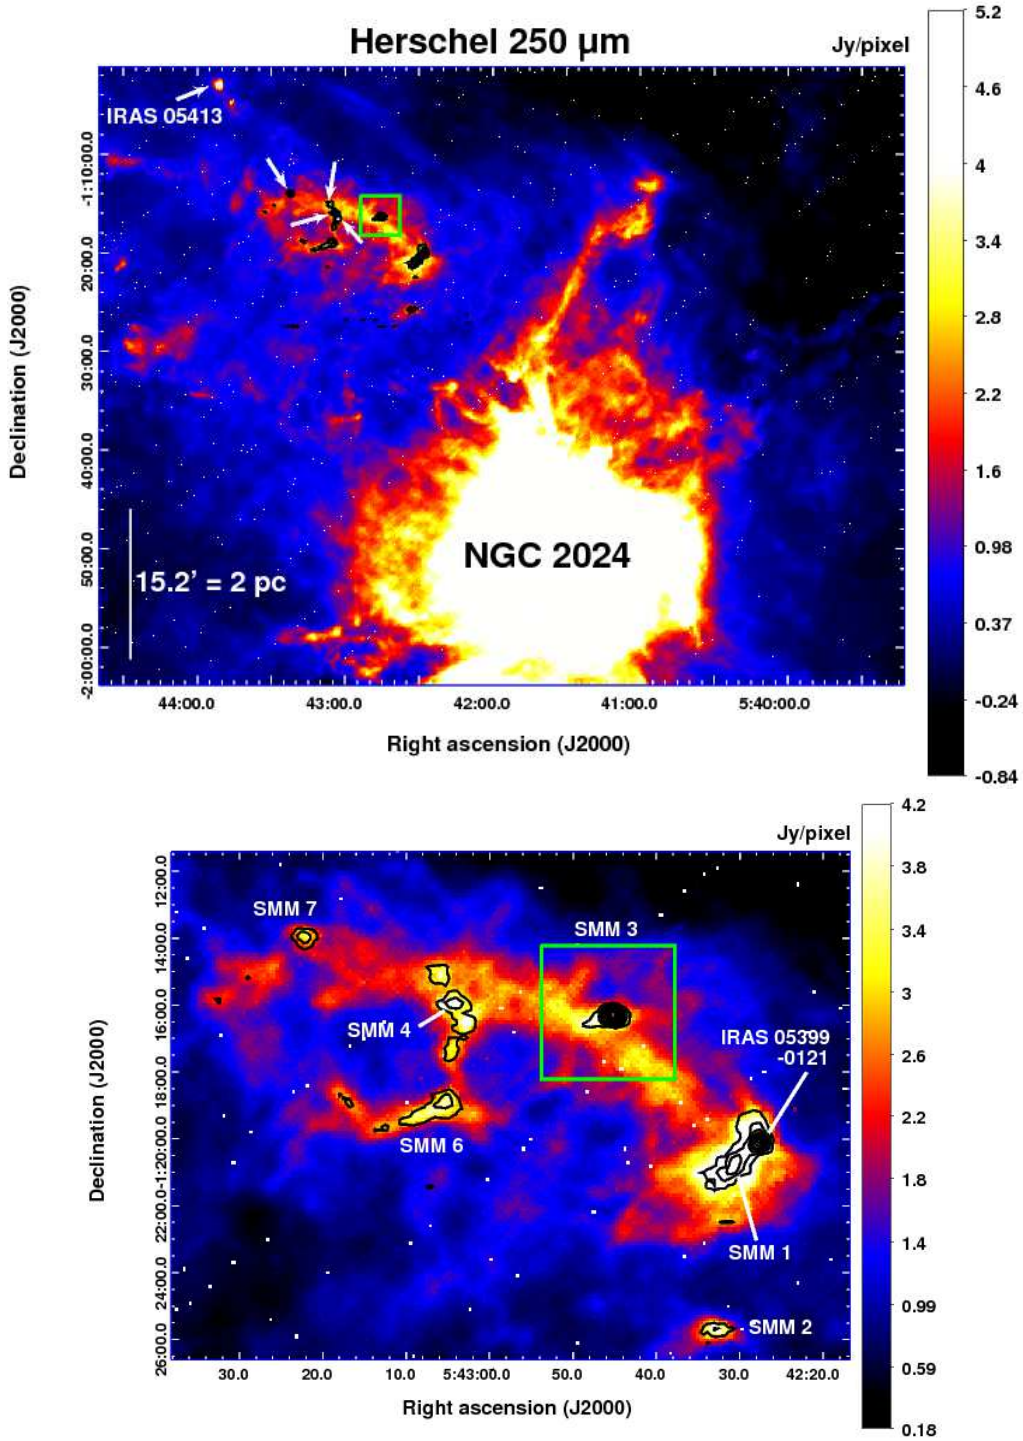 Herschel 250 μm
Jy/pixel
5.2
4.6
4
3.4
2.8
2.2
1.6
0.98
0.37
-0.24
-0.84
IRAS 05413
-1:10:00.0
20:00.0
30:00.0
40:00.0
50:00.0
-2:00:00.0
Declination (J2000)
NGC 2024
15.2’ = 2 pc
44:00.0
43:00.0
42:00.0
41:00.0
5:40:00.0
Right ascension (J2000)
Jy/pixel
4.2
3.8
3.4
3
2.6
2.2
1.8
1.4
0.99
0.59
0.18
SMM 7
SMM 3
SMM 4
IRAS 05399
-0121
SMM 6
SMM 1
SMM 2
12:00.0
14:00.0
16:00.0
18:00.0
-1:20:00.0
22:00.0
24:00.0
26:00.0
Declination (J2000)
30.0
20.0
10.0
5:43:00.0
50.0
40.0
30.0
42:20.0
Right ascension (J2000)